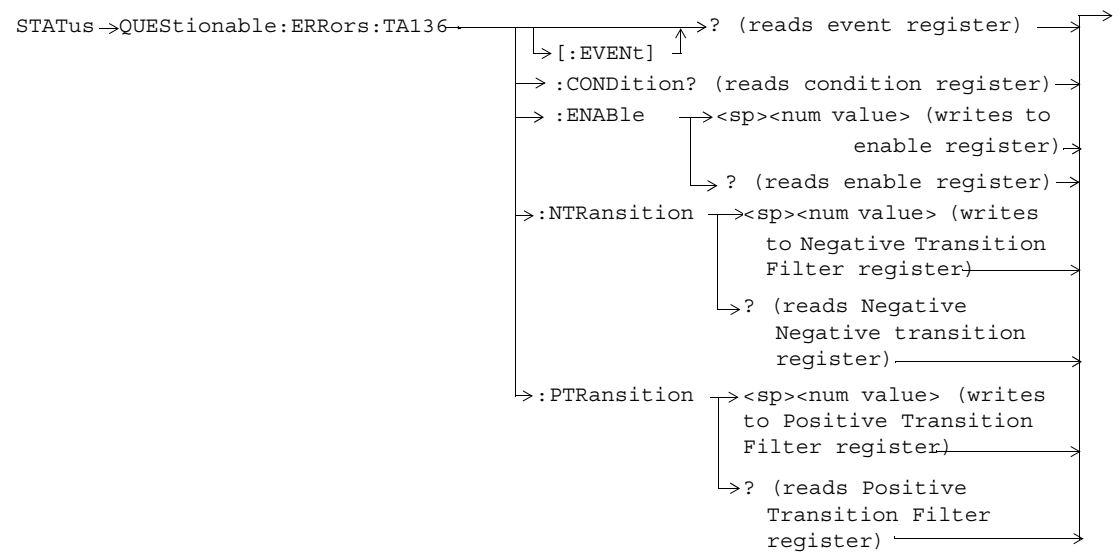 STATus QUEStionable:ERRors:TA136 ? (reads event register)
[:EVENt]
:CONDition? (reads condition register)
:ENABle <sp><num value> (writes to
enable register)
? (reads enable register)
:NTRansition <sp><num value> (writes
to Negative Transition
Filter register)
? (reads Negative
Negative transition
register)
:PTRansition <sp><num value> (writes
to Positive Transition
Filter register)
? (reads Positive
Transition Filter
register)